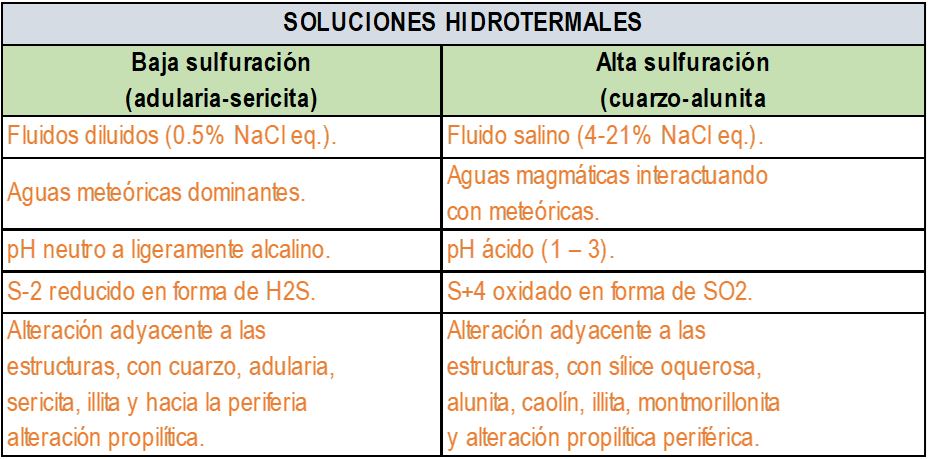 SOLUCIONES HIDROTERMALES
Baja sulfuración
(adularia-sericita)
Alta sulfuración
(cuarzo-alunita
Fluidos diluidos (0.5% NaCl eq.).
Fluido salino (4-21% NaCl eq.).
Aguas meteóricas dominantes.
Aguas magmáticas interactuando
con meteóricas.
pH neutro a ligeramente alcalino.
pH ácido (1 – 3).
S-2 reducido en forma de H2S.
S+4 oxidado en forma de SO2.
Alteración adyacente a las
estructuras, con cuarzo, adularia,
sericita, illita y hacia la periferia
alteración propilítica.
Alteración adyacente a las
estructuras, con sílice oquerosa,
alunita, caolín, illita, montmorillonita
y alteración propilítica periférica.